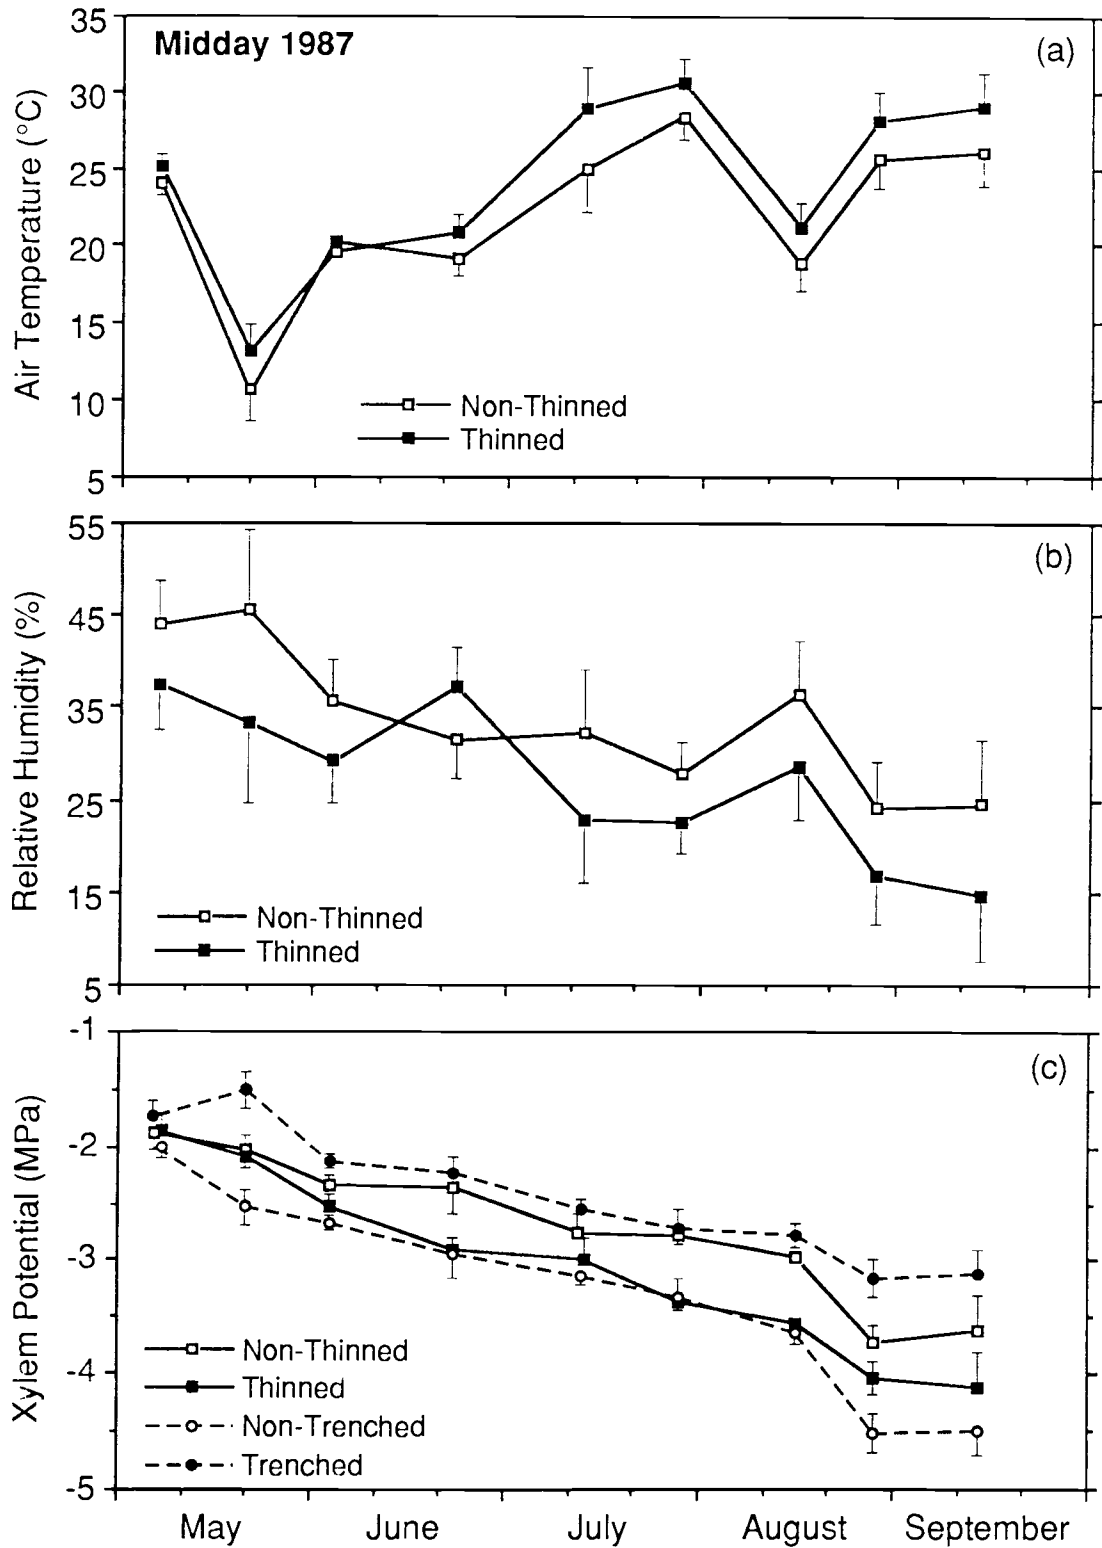 Midday 1987
(a)
Air Temperature (°C)
35
30
25
20
15
10
5
Non-Thinned
Thinned
(b)
Relative Humidity (%)
55
45
35
25
15
5
Non-Thinned
Thinned
(c)
Xylem Potential (MPa)
-1
-2
-3
-4
-5
Non-Thinned
Thinned
Non-Trenched
Trenched
May June July August September